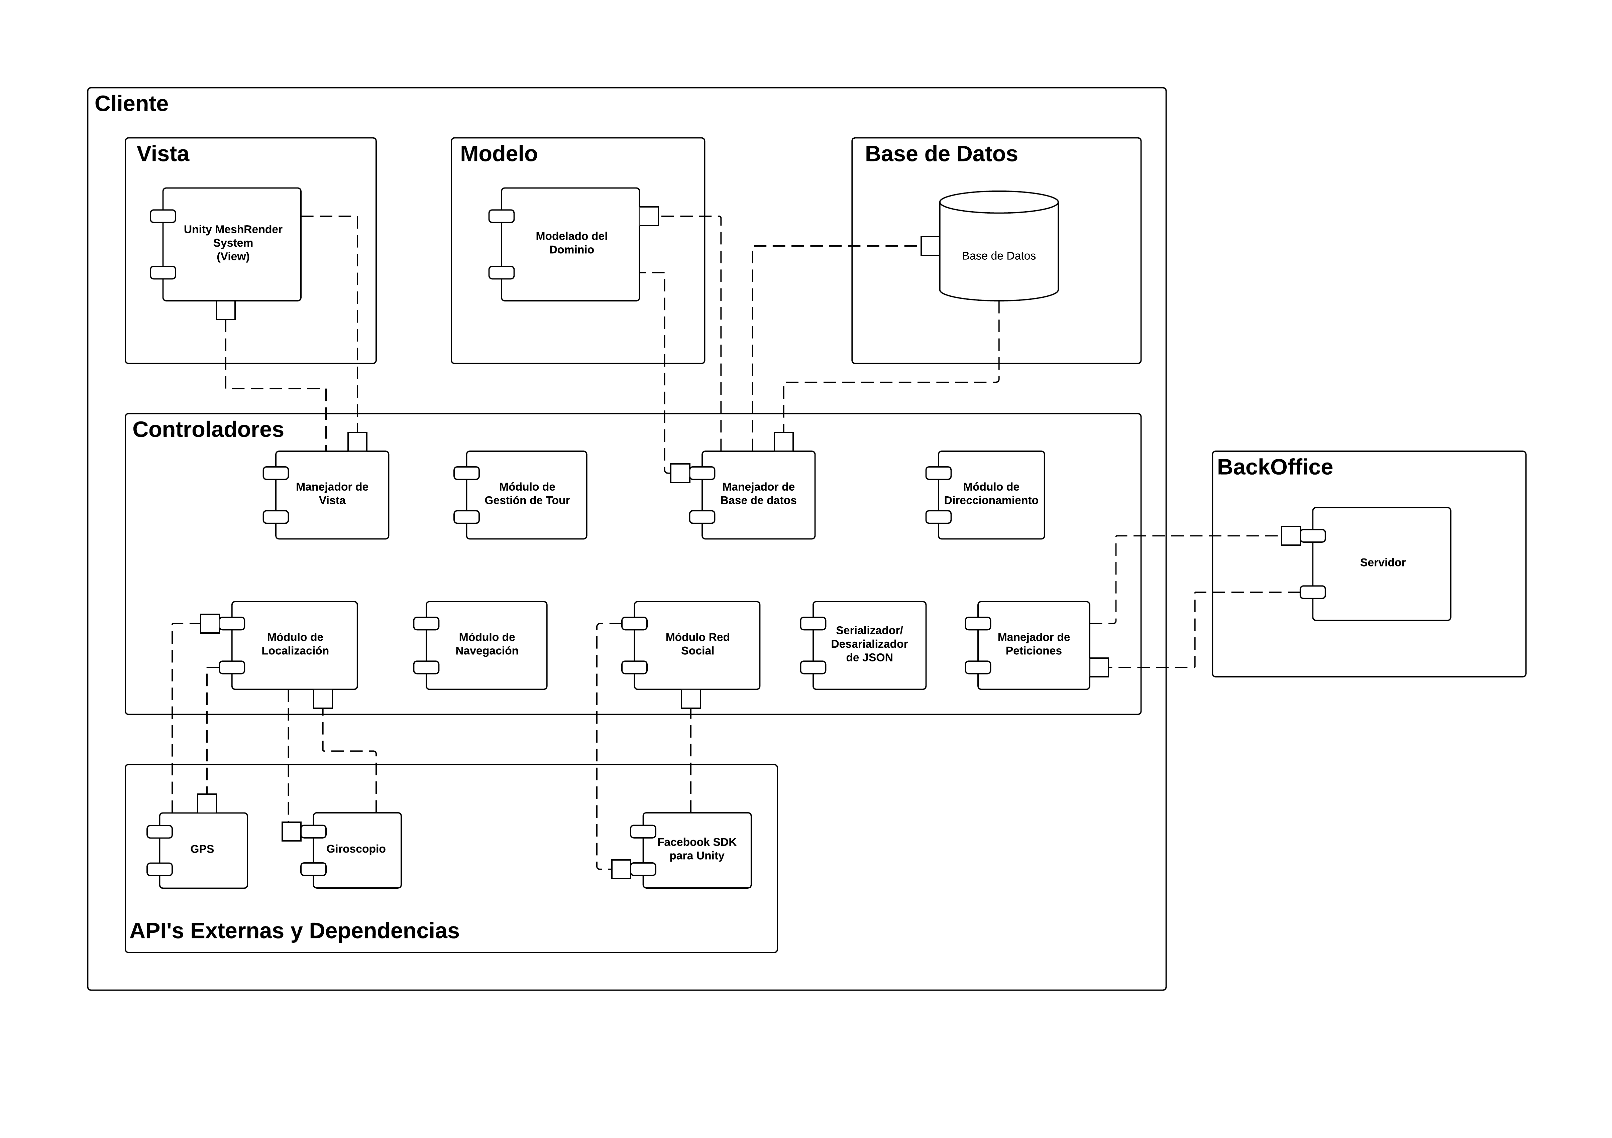 Cliente
Vista
Unity MeshRender
System
(View)
Modelo
Modelado del
Dominio
Base de Datos
Base de Datos
Controladores
Manejador de
Vista
Módulo de
Gestión de Tour
Manejador de
Base de datos
Módulo de
Direccionamiento
Módulo de
Localización
Módulo de
Navegación
Módulo Red
Social
Serializador/
Desarializador
de JSON
Manejador de
Peticiones
BackOffice
Servidor
GPS
Giroscopio
Facebook SDK
para Unity
API's Externas y Dependencias